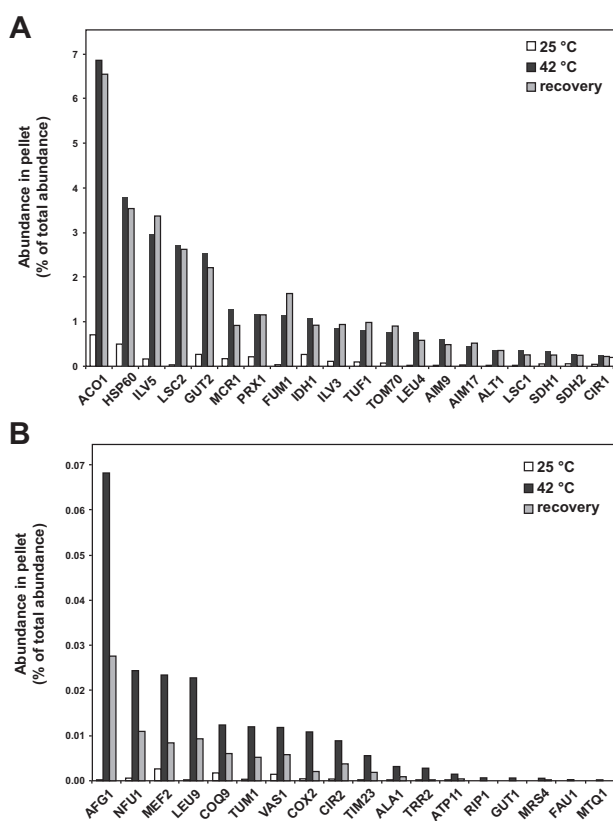 A
25 °C
42 °C
recovery
Abundance in pellet
(% of total abundance)
7
6
5
4
3
2
1
0
ACO1
HSP60
ILV5
LSC2
GUT2
MCR1
PRX1
FUM1
IDH1
ILV3
TUF1
TOM70
LEU4
AIM9
AIM17
ALT1
LSC1
SDH1
SDH2
CIR1
B
25 °C
42 °C
recovery
Abundance in pellet
(% of total abundance)
0.07
0.06
0.05
0.04
0.03
0.02
0.01
0.00
AFG1
NFU1
MEF2
LEU9
COQ9
TUM1
VAS1
COX2
CIR2
TIM23
ALA1
TRR2
ATP11
RIP1
GUT1
MRS4
FAU1
MTQ1